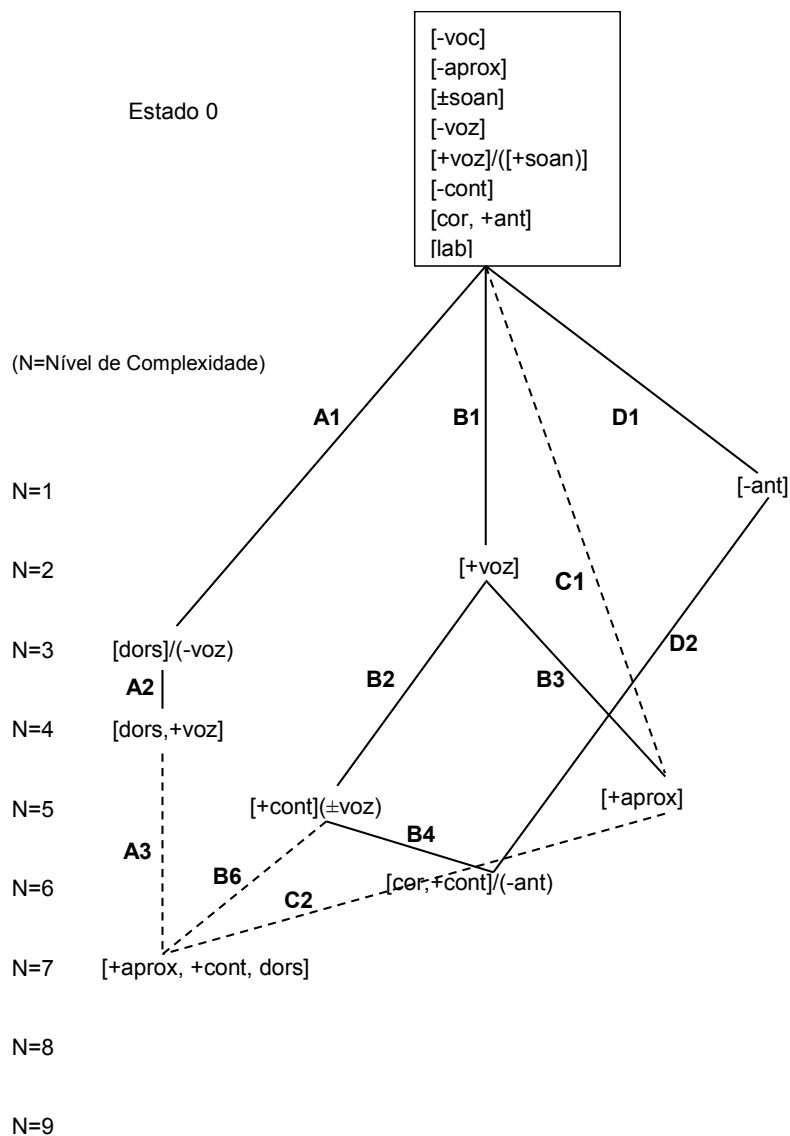 [-voc]
[-aprox]
Estado 0
[±soan]
[-voz]
[+voz]/([+soan)]
[-cont]
[cor, +ant]
[lab]
(N=Nível de Complexidade)
A1
B1
D1
N=1
[-ant]
N=2
[+voz]
C1
N=3
[dors]/(-voz)
D2
A2
B2
B3
N=4
[dors,+voz]
N=5
[+cont](±voz)
[+aprox]
B4
A3
B6
N=6
[cor,+cont]/(-ant)
C2
N=7
[+aprox, +cont, dors]
N=8
N=9